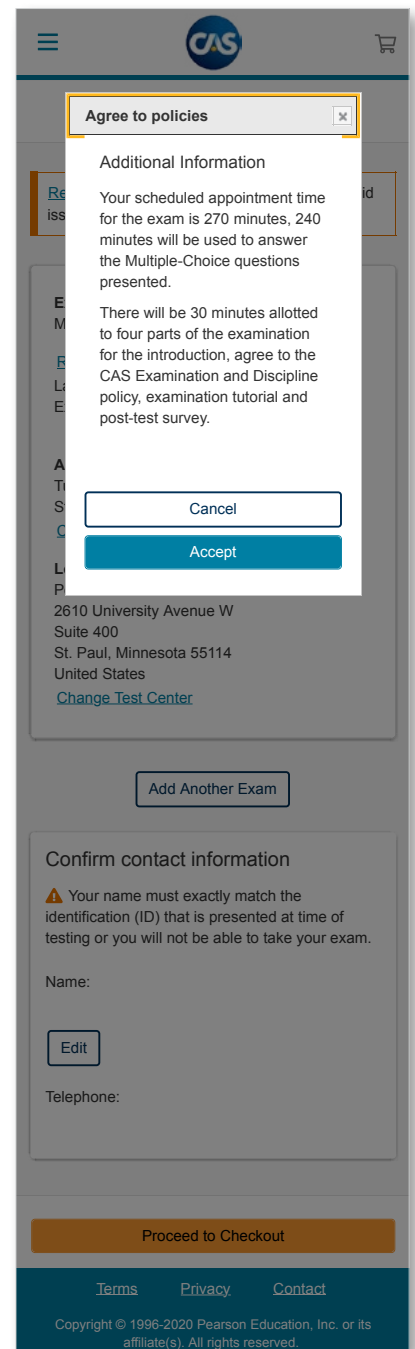 CAS
Agree to policies
Additional Information
Your scheduled appointment time
for the exam is 270 minutes, 240
minutes will be used to answer
the Multiple-Choice questions
presented.
There will be 30 minutes allotted
to four parts of the examination
for the introduction, agree to the
CAS Examination and Discipline
policy, examination tutorial and
post-test survey.
Cancel
Accept
2610 University Avenue W
Suite 400
St. Paul, Minnesota 55114
United States
Change Test Center
Add Another Exam
Confirm contact information
Your name must exactly match the
identification (ID) that is presented at time of
testing or you will not be able to take your exam.
Name:
Edit
Telephone:
Proceed to Checkout
Terms Privacy Contact
Copyright © 1996-2020 Pearson Education, Inc. or its
affiliate(s). All rights reserved.